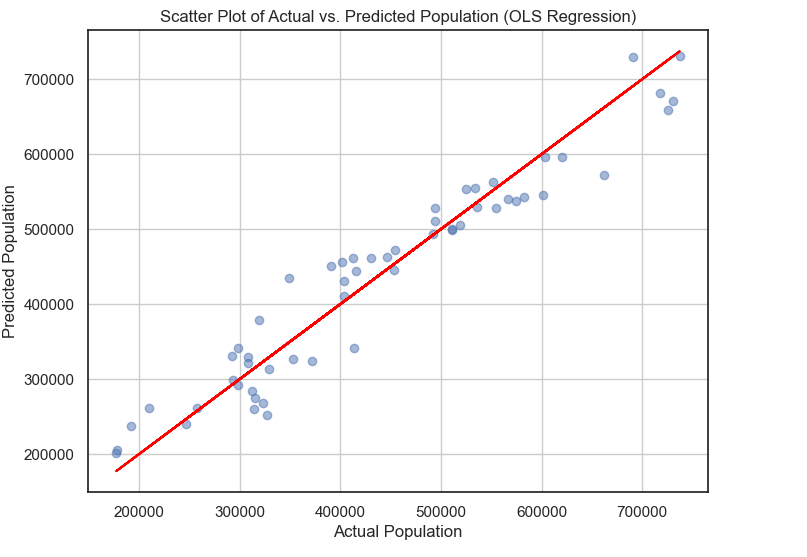 Scatter Plot of Actual vs. Predicted Population (OLS Regression)
Predicted Population
700000
600000
500000
400000
300000
200000
200000 300000 400000 500000 600000 700000
Actual Population